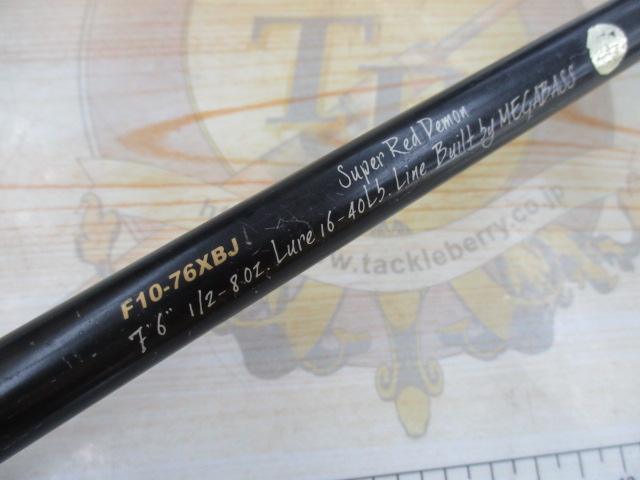 Super Red Demon
F10-76XBJ
7'6" 1/2-8oz. Lure 16-40Lb. Line Built by MEGABASS
www.tackleberry.co.jp